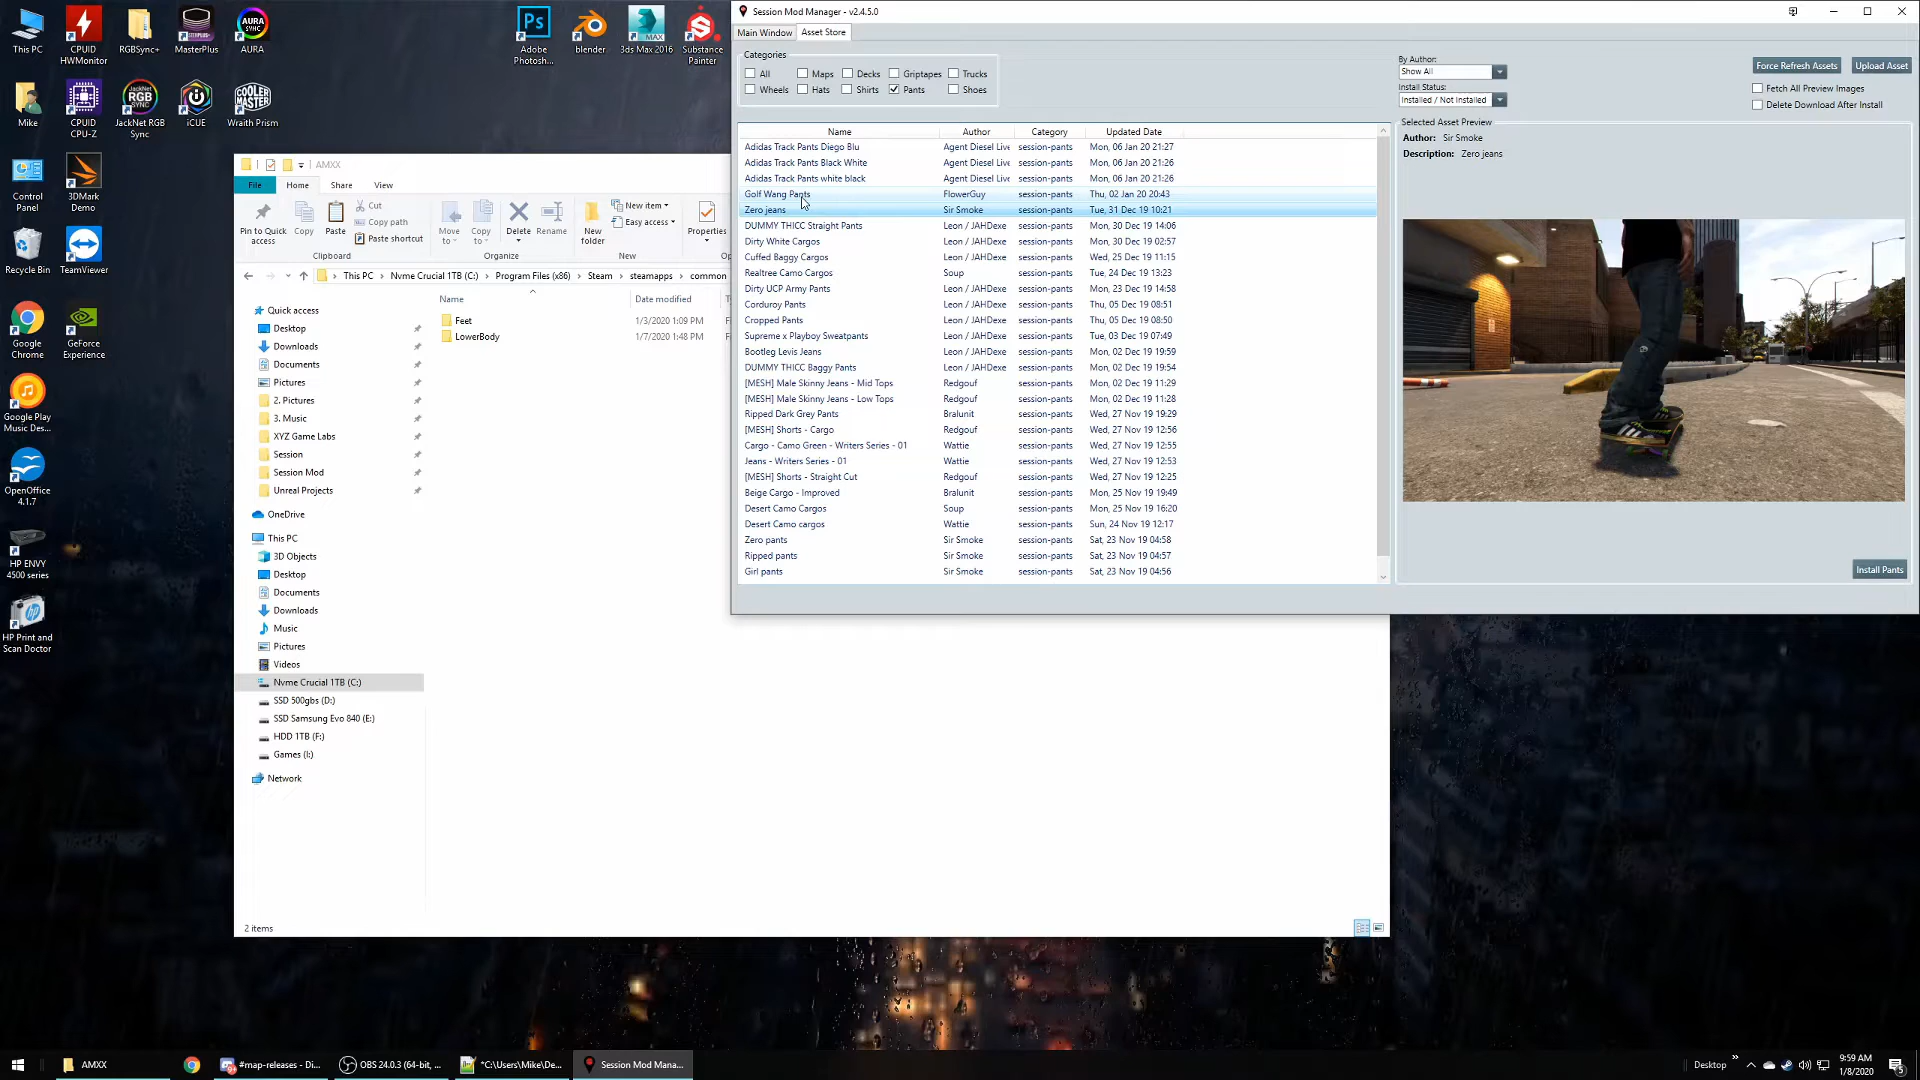 This PC
CPUID HWMonitor
RGBSync+
MasterPlus
AURA
Adobe Photosh...
blender
3ds Max 2016
Substance Painter
Mike
CPUID CPU-Z
JackNet RGB Sync
iCUE
Wraith Prism
Control Panel
3DMark Demo
Recycle Bin
TeamViewer
Google Chrome
GeForce Experience
Google Play Music Des...
OpenOffice 4.1.7
HP ENVY 4500 series
HP Print and Scan Doctor
AMXX
File Home Share View
Pin to Quick access
Copy
Paste
Cut
Copy path
Paste shortcut
Clipboard
Move to
Copy to
Delete
Rename
Organize
New folder
New item
Easy access
New
Properties
Op
This PC > Nvme Crucial 1TB (C:) > Program Files (x86) > Steam > steamapps > common
Name Date modified
Feet 1/3/2020 1:09 PM
LowerBody 1/7/2020 1:48 PM
Quick access
Desktop
Downloads
Documents
Pictures
2. Pictures
3. Music
XYZ Game Labs
Session
Session Mod
Unreal Projects
OneDrive
This PC
3D Objects
Desktop
Documents
Downloads
Music
Pictures
Videos
Nvme Crucial 1TB (C:)
SSD 500gbs (D:)
SSD Samsung Evo 840 (E:)
HDD 1TB (F:)
Games (I:)
Network
2 items
Session Mod Manager - v2.4.5.0
Main Window Asset Store
Categories
All Maps Decks Griptapes Trucks
Wheels Hats Shirts Pants Shoes
By Author:
Show All
Install Status:
Installed / Not Installed
Force Refresh Assets Upload Asset
Fetch All Preview Images
Delete Download After Install
Name Author Category Updated Date
Adidas Track Pants Diego Blu Agent Diesel Live session-pants Mon, 06 Jan 20 21:27
Adidas Track Pants Black White Agent Diesel Live session-pants Mon, 06 Jan 20 21:26
Adidas Track Pants white black Agent Diesel Live session-pants Mon, 06 Jan 20 21:26
Golf Wang Pants FlowerGuy session-pants Thu, 02 Jan 20 20:43
Zero jeans Sir Smoke session-pants Tue, 31 Dec 19 10:21
DUMMY THICC Straight Pants Leon / JAHDexe session-pants Mon, 30 Dec 19 14:06
Dirty White Cargos Leon / JAHDexe session-pants Mon, 30 Dec 19 02:57
Cuffed Baggy Cargos Leon / JAHDexe session-pants Wed, 25 Dec 19 11:15
Realtree Camo Cargos Soup session-pants Tue, 24 Dec 19 13:23
Dirty UCP Army Pants Leon / JAHDexe session-pants Mon, 23 Dec 19 14:58
Corduroy Pants Leon / JAHDexe session-pants Thu, 05 Dec 19 08:51
Cropped Pants Leon / JAHDexe session-pants Thu, 05 Dec 19 08:50
Supreme x Playboy Sweatpants Leon / JAHDexe session-pants Tue, 03 Dec 19 07:49
Bootleg Levis Jeans Leon / JAHDexe session-pants Mon, 02 Dec 19 19:59
DUMMY THICC Baggy Pants Leon / JAHDexe session-pants Mon, 02 Dec 19 19:54
[MESH] Male Skinny Jeans - Mid Tops Redgouf session-pants Mon, 02 Dec 19 11:29
[MESH] Male Skinny Jeans - Low Tops Redgouf session-pants Mon, 02 Dec 19 11:28
Ripped Dark Grey Pants Bralunit session-pants Wed, 27 Nov 19 19:29
[MESH] Shorts - Cargo Redgouf session-pants Wed, 27 Nov 19 12:56
Cargo - Camo Green - Writers Series - 01 Wattie session-pants Wed, 27 Nov 19 12:55
Jeans - Writers Series - 01 Wattie session-pants Wed, 27 Nov 19 12:53
[MESH] Shorts - Straight Cut Redgouf session-pants Wed, 27 Nov 19 12:25
Beige Cargo - Improved Bralunit session-pants Mon, 25 Nov 19 19:49
Desert Camo Cargos Soup session-pants Mon, 25 Nov 19 16:20
Desert Camo cargos Wattie session-pants Sun, 24 Nov 19 12:17
Zero pants Sir Smoke session-pants Sat, 23 Nov 19 04:58
Ripped pants Sir Smoke session-pants Sat, 23 Nov 19 04:57
Girl pants Sir Smoke session-pants Sat, 23 Nov 19 04:56
Selected Asset Preview
Author: Sir Smoke
Description: Zero jeans
Install Pants
AMXX
#map-releases - Di...
OBS 24.0.3 (64-bit, ...
*C:\Users\Mike\De...
Session Mod Mana...
Desktop
9:59 AM
1/8/2020
5